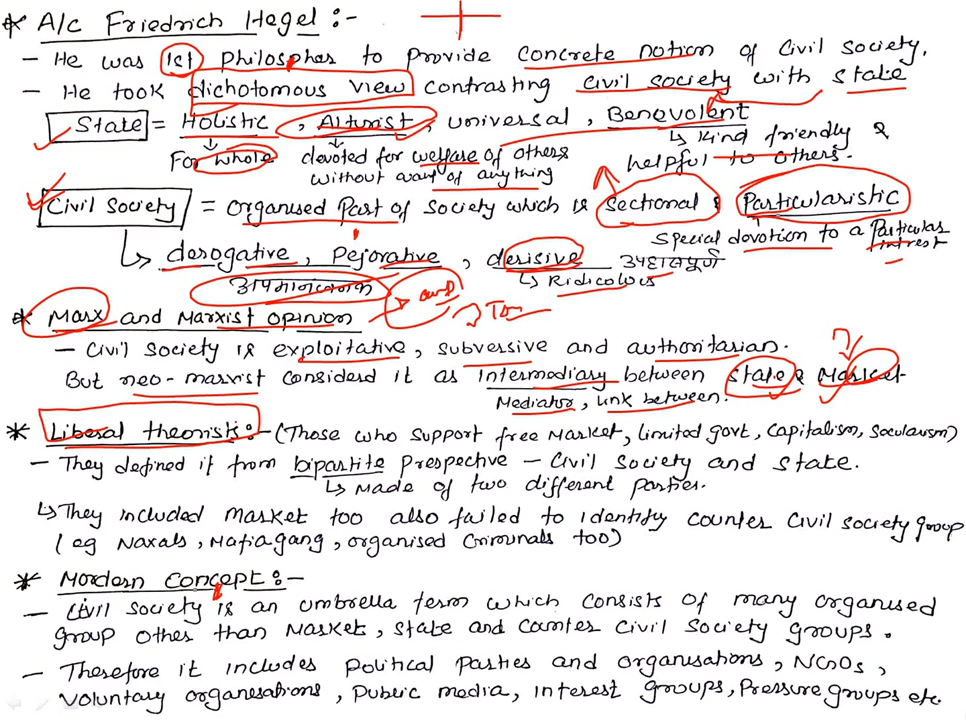 * A/c Friedrich Hegel :-
- He was 1st philosphes to provide concrete notion of Civil Society.
- He took dichotomous view contrasting civil society with state
State = Holistic, Alturist, universal, Benevolent
For whole devoted for welfare of others without want of anything
↳ Kind friendly & helpful to others.
Civil Society = organised Part of Society which is Sectional & Particularistic
Special devotion to a Particular interest
↳ derogative, Pejorative, derisive उपहासपूर्ण
अपमानजनक ↳ Ridicolous
* Marx and Marxist opinion
- Civil society is exploitative, subversive and authoritarian.
But neo-marxist considerd it as Intermediary between State & Market
Mediator, link between.
* Liberal theorists :- (Those who support free Market, limited govt, Capitalism, Secularism)
- They defined it from bipartite Prespective - Civil Society and State.
↳ Made of two different parties.
↳ They included Market too also failed to identify counter Civil society group
(eg Naxals, Mafia gang, organised Criminals too)
* Mordern Concept :-
- Civil society is an umbrella term which consists of many organised
group other than Market, State and Counter Civil Society groups.
- Therefore it includes Political Parties and organisations, NGOs,
Voluntary organisations, Public media, Interest groups, Pressure groups etc.